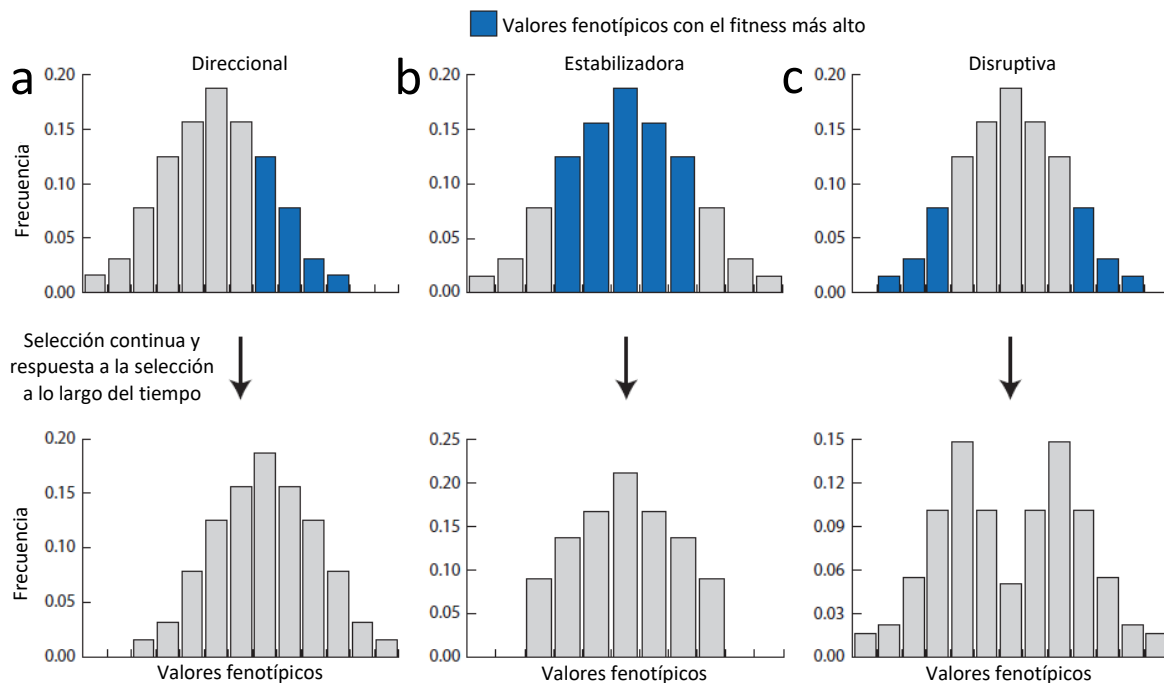 Valores fenotípicos con el fitness más alto
a
Direccional
b
Estabilizadora
c
Disruptiva
Frecuencia
0.20
0.15
0.10
0.05
0.00
0.20
0.15
0.10
0.05
0.00
0.20
0.15
0.10
0.05
0.00
Selección continua y
respuesta a la selección
a lo largo del tiempo
Frecuencia
0.20
0.15
0.10
0.05
0.00
0.25
0.20
0.15
0.10
0.05
0.00
0.15
0.12
0.09
0.06
0.03
0.00
Valores fenotípicos
Valores fenotípicos
Valores fenotípicos